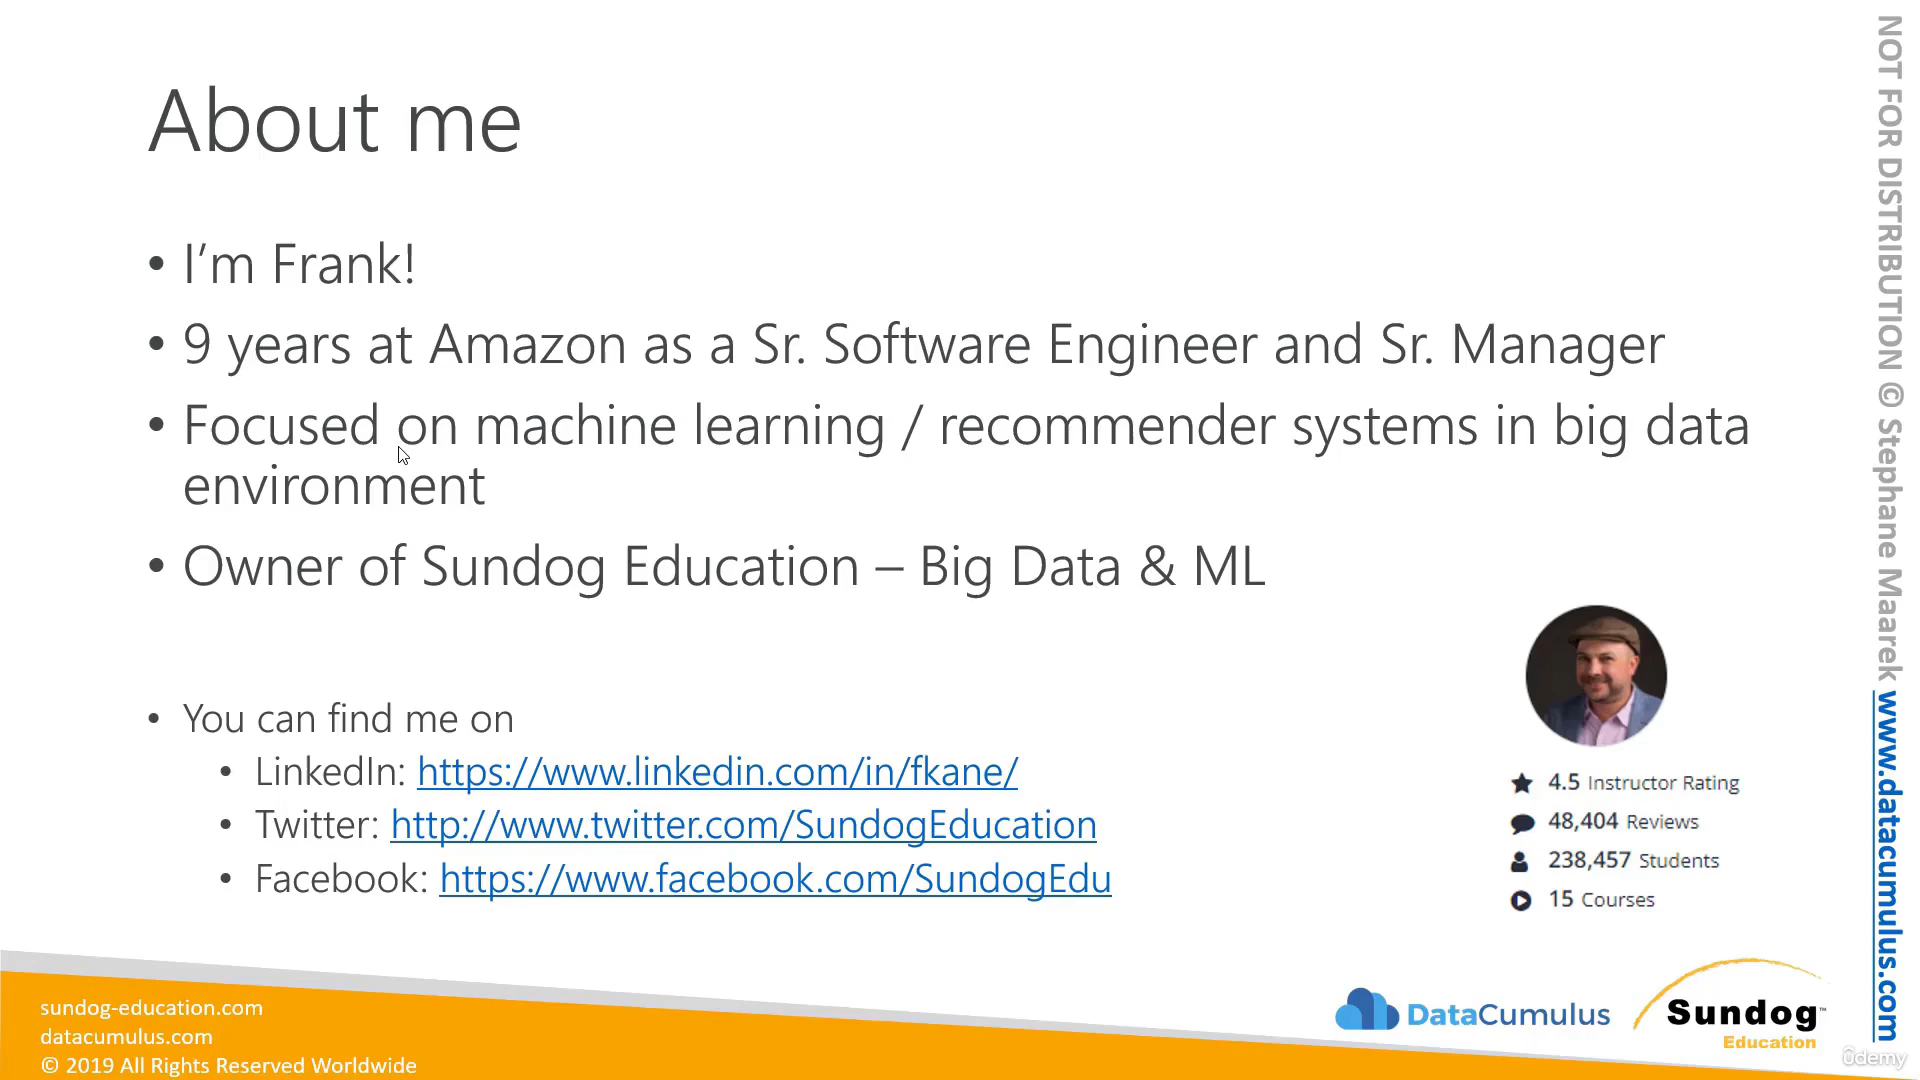 About me
• I’m Frank!
• 9 years at Amazon as a Sr. Software Engineer and Sr. Manager
• Focused on machine learning / recommender systems in big data
environment
• Owner of Sundog Education – Big Data & ML
• You can find me on
• LinkedIn: https://www.linkedin.com/in/fkane/
• Twitter: http://www.twitter.com/SundogEducation
• Facebook: https://www.facebook.com/SundogEdu
4.5 Instructor Rating
48,404 Reviews
238,457 Students
15 Courses
sundog-education.com
datacumulus.com
© 2019 All Rights Reserved Worldwide
DataCumulus
Sundog™
Education
NOT FOR DISTRIBUTION © Stephane Maarek www.datacumulus.com
ûdemy